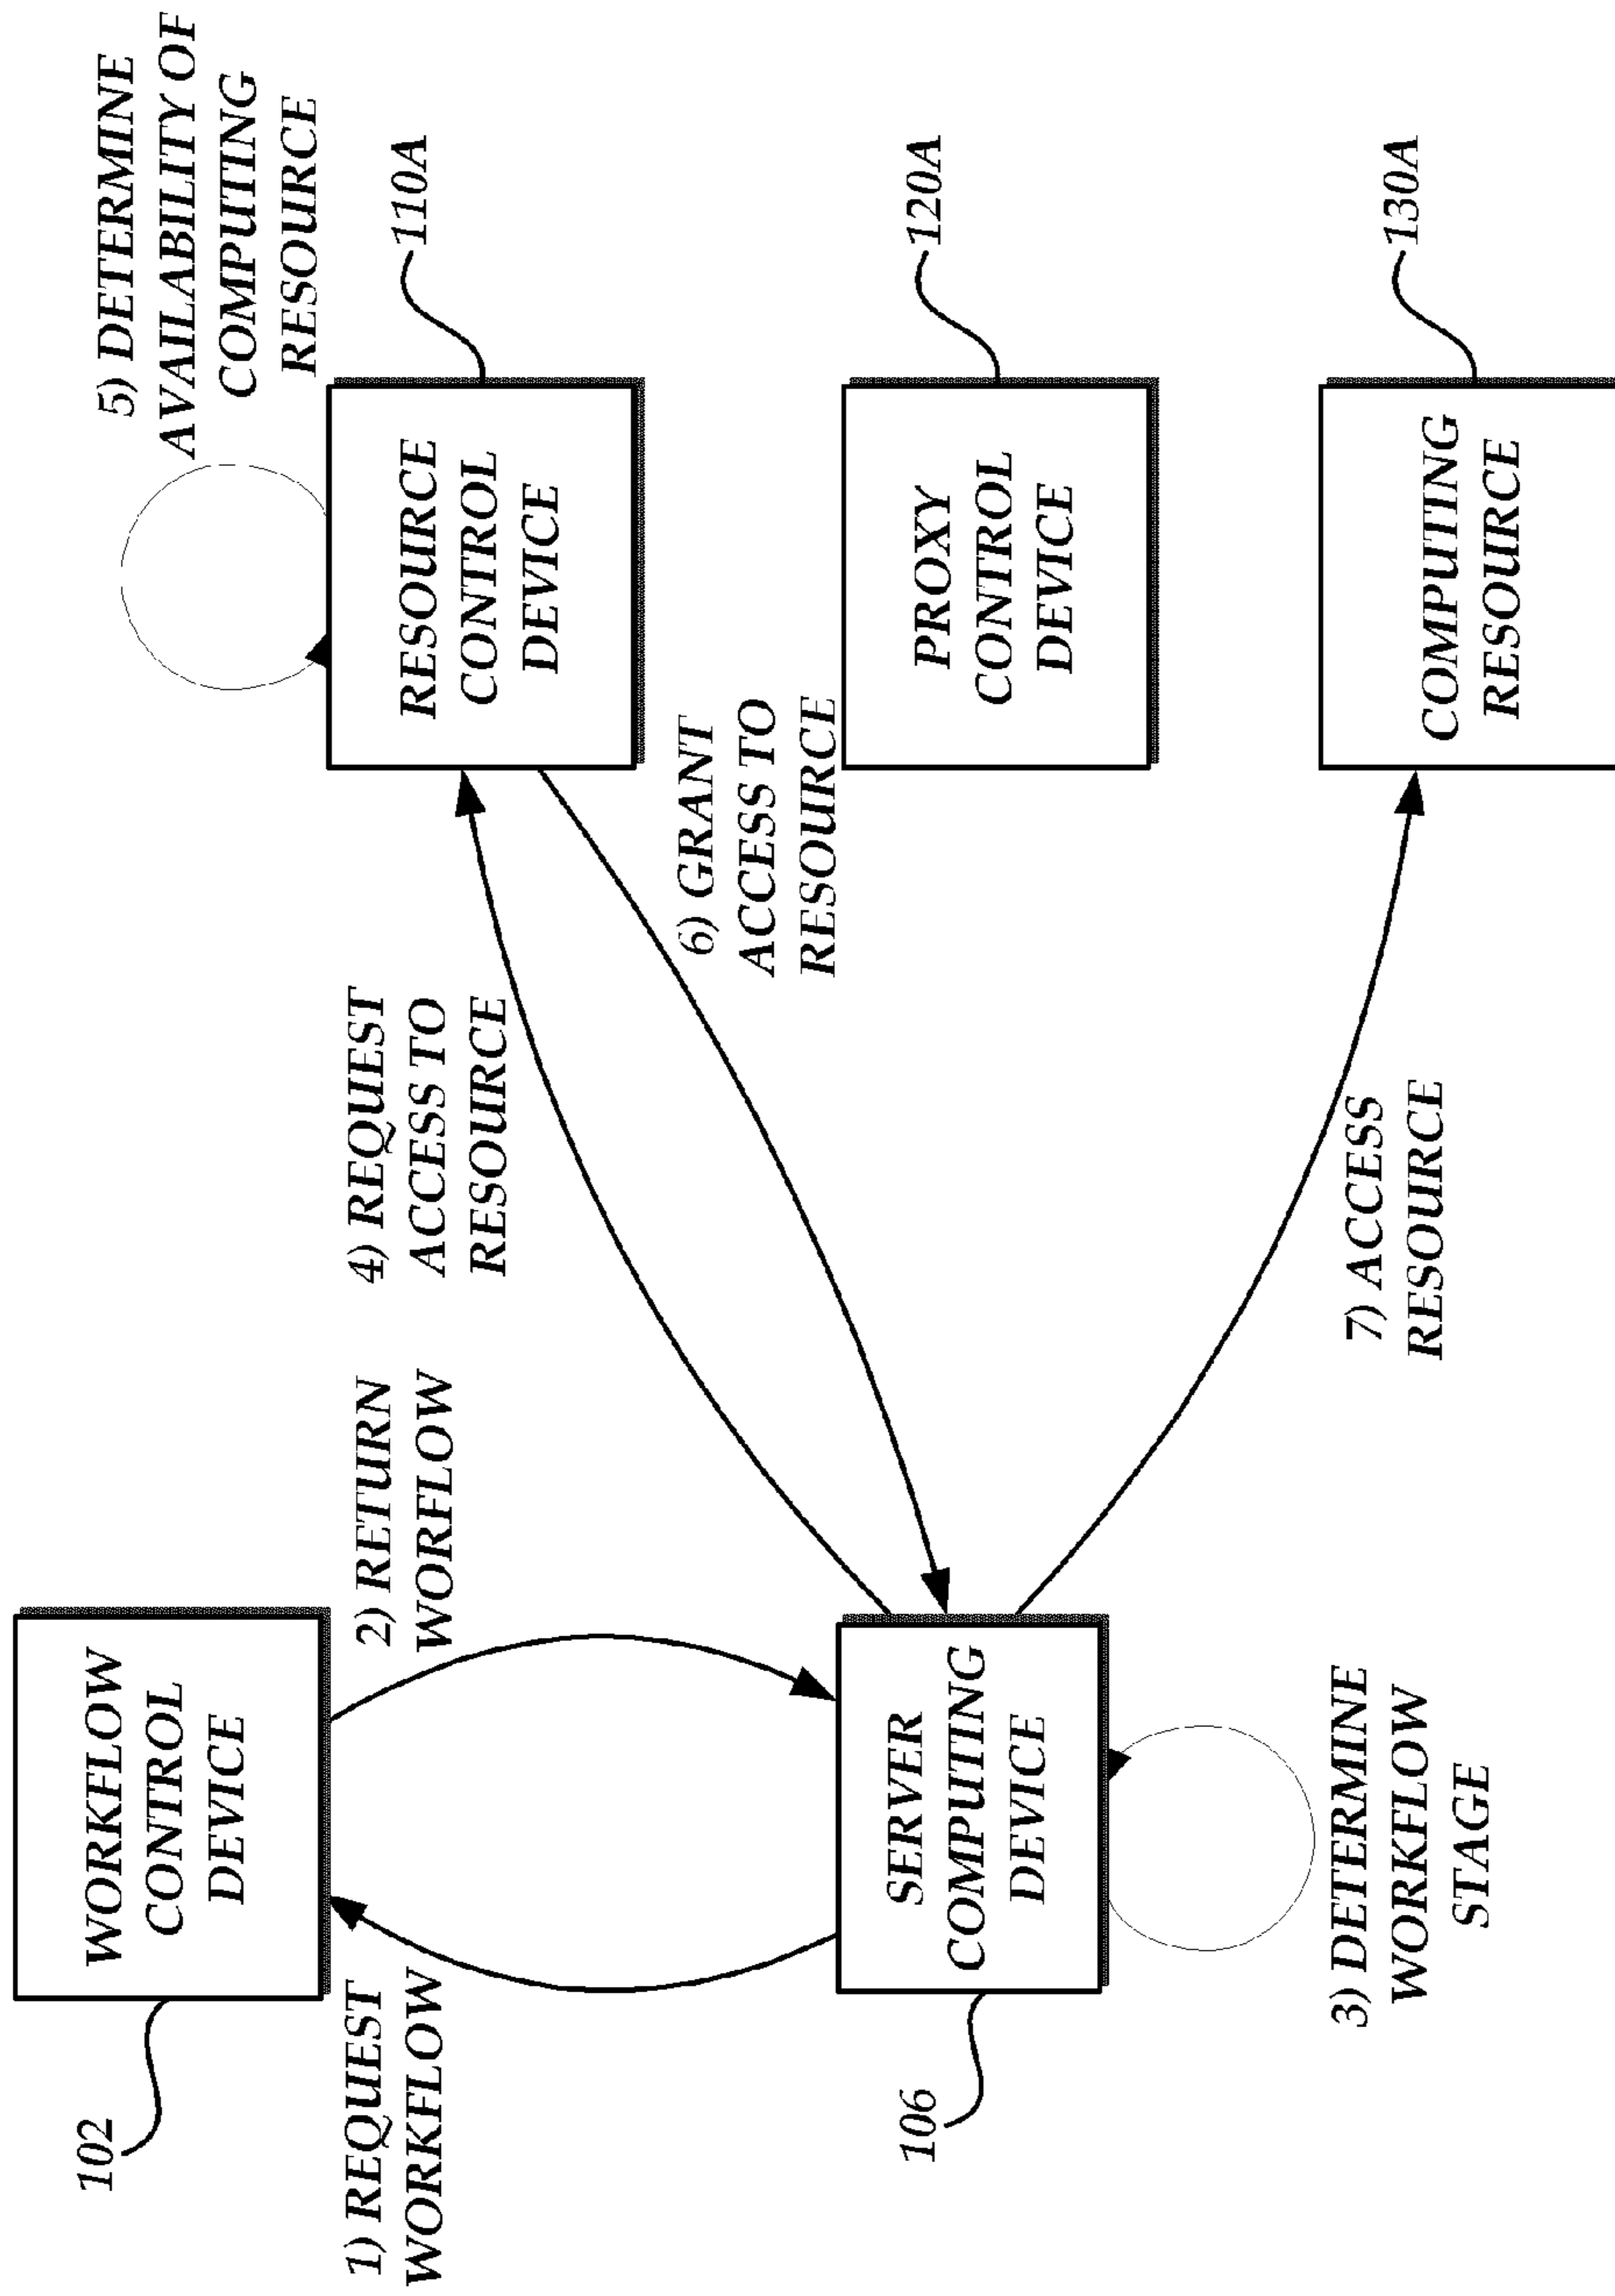 102
WORKFLOW
CONTROL
DEVICE
1) REQUEST
WORKFLOW
2) RETURN
WORFLOW
106
SERVER
COMPUTING
DEVICE
3) DETERMINE
WORKFLOW
STAGE
4) REQUEST
ACCESS TO
RESOURCE
5) DETERMINE
AVAILABILITY OF
COMPUTING
RESOURCE
RESOURCE
CONTROL
DEVICE
110A
6) GRANT
ACCESS TO
RESOURCE
PROXY
CONTROL
DEVICE
120A
7) ACCESS
RESOURCE
COMPUTING
RESOURCE
130A